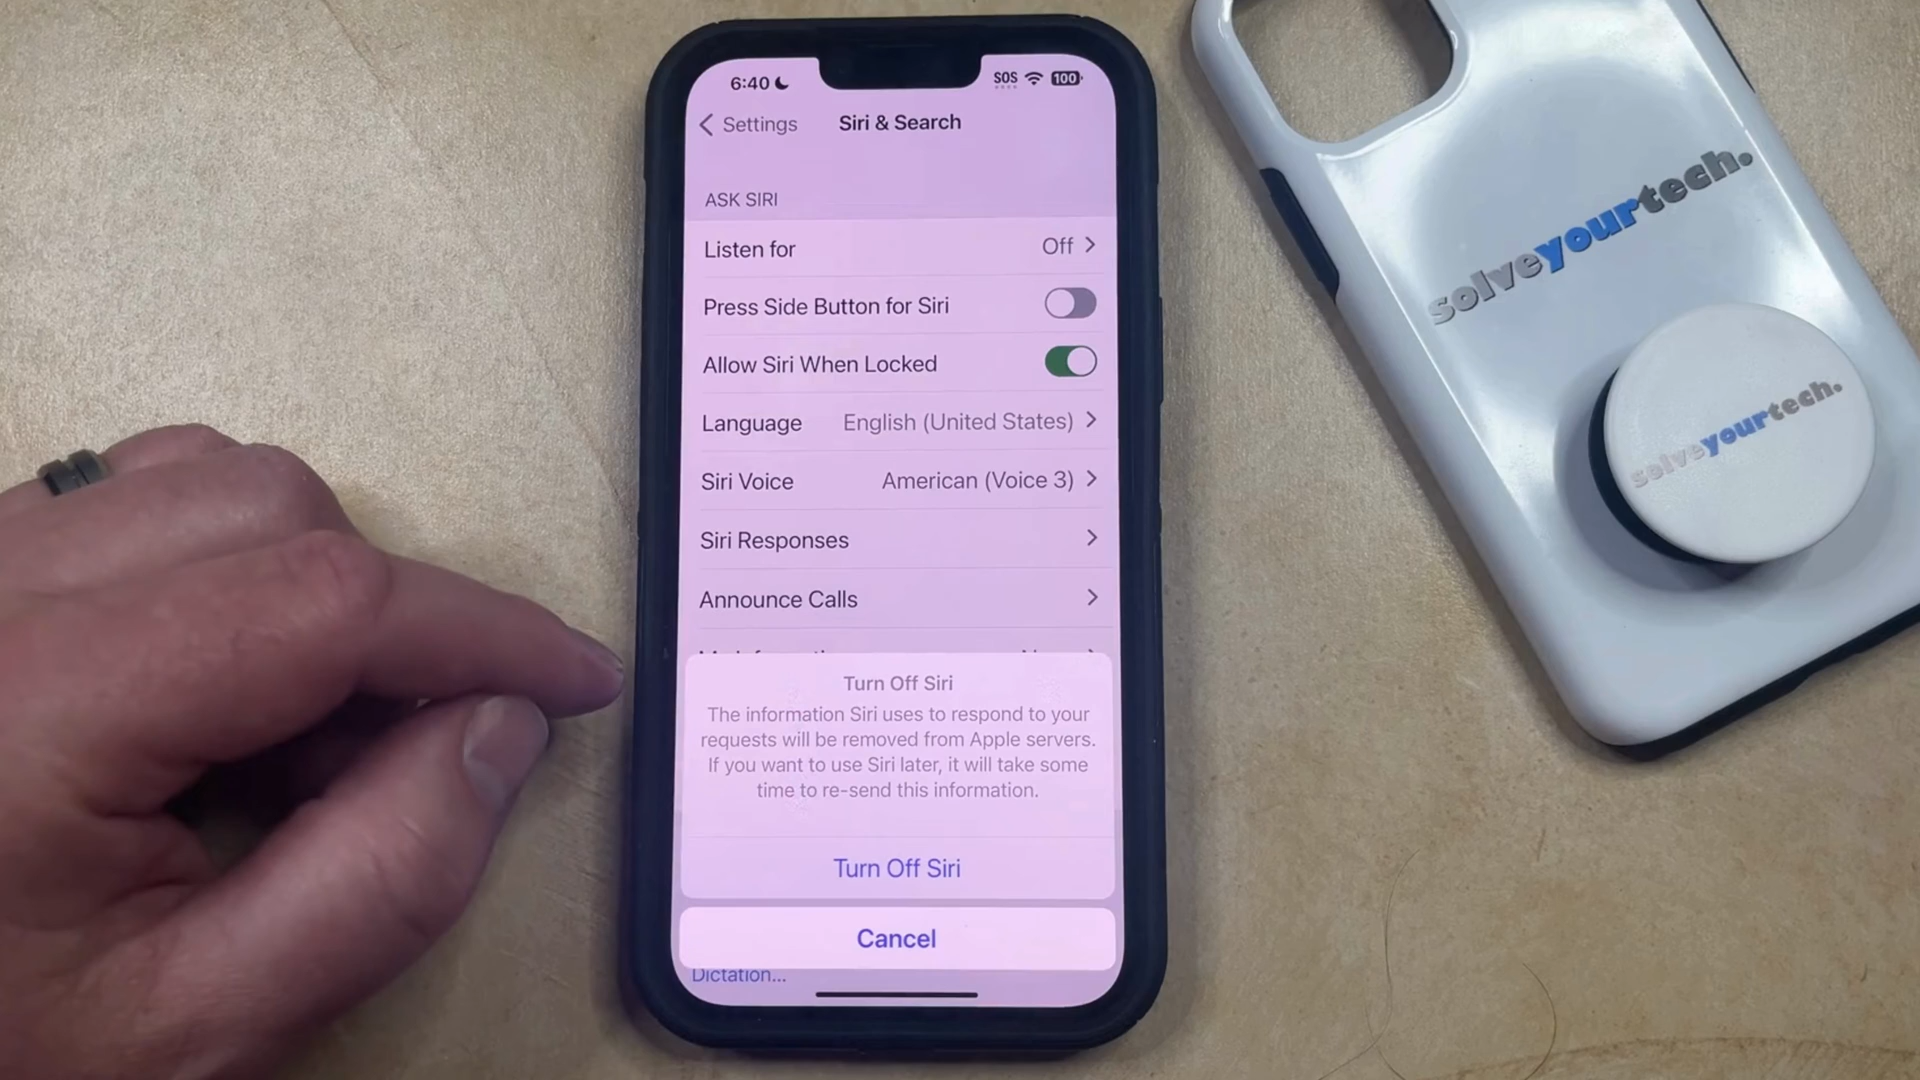 6:40
SOS
100
Settings
Siri & Search
ASK SIRI
Listen for
Off
Press Side Button for Siri
Allow Siri When Locked
Language
English (United States)
Siri Voice
American (Voice 3)
Siri Responses
Announce Calls
Turn Off Siri
The information Siri uses to respond to your
requests will be removed from Apple servers.
If you want to use Siri later, it will take some
time to re-send this information.
Turn Off Siri
Cancel
Dictation...
solveyourtech.
solveyourtech.